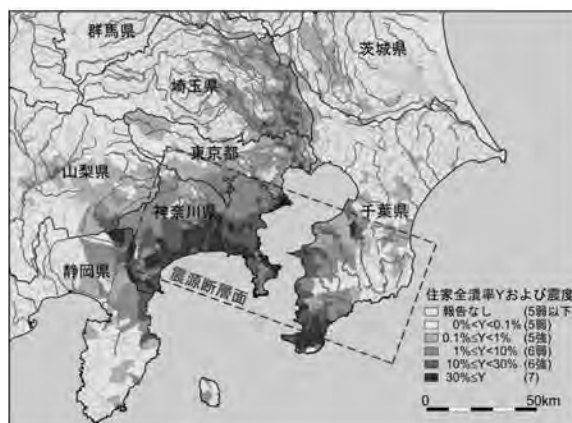 群馬県
茨城県
埼玉県
東京都
山梨県
神奈川県
千葉県
静岡県
震源断層面
住家全潰率Yおよび震度
報告なし (5弱以下)
0%<Y<0.1% (5弱)
0.1%≦Y<1% (5強)
1%≦Y<10% (6弱)
10%≦Y<30% (6強)
30%≦Y (7)
0 50km